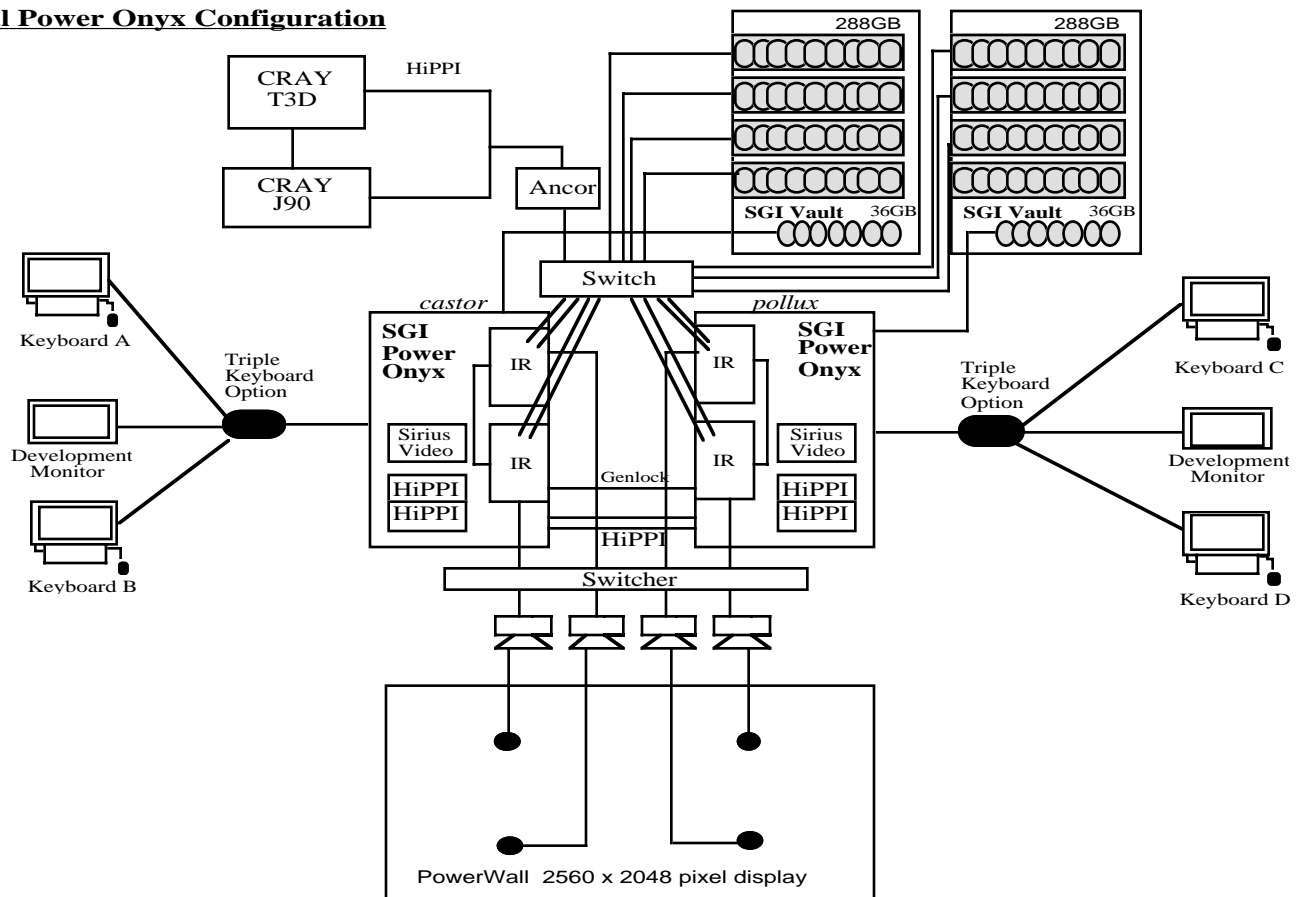 l Power Onyx Configuration
288GB
288GB
HiPPI
CRAY
T3D
CRAY
J90
Ancor
SGI Vault 36GB
SGI Vault 36GB
Switch
castor
pollux
Keyboard A
Triple
Keyboard
Option
Development
Monitor
Keyboard B
SGI
Power
Onyx
IR
Sirius
Video
IR
HiPPI
HiPPI
Genlock
HiPPI
IR
SGI
Power
Onyx
IR
Sirius
Video
HiPPI
HiPPI
Triple
Keyboard
Option
Keyboard C
Development
Monitor
Keyboard D
Switcher
PowerWall 2560 x 2048 pixel display